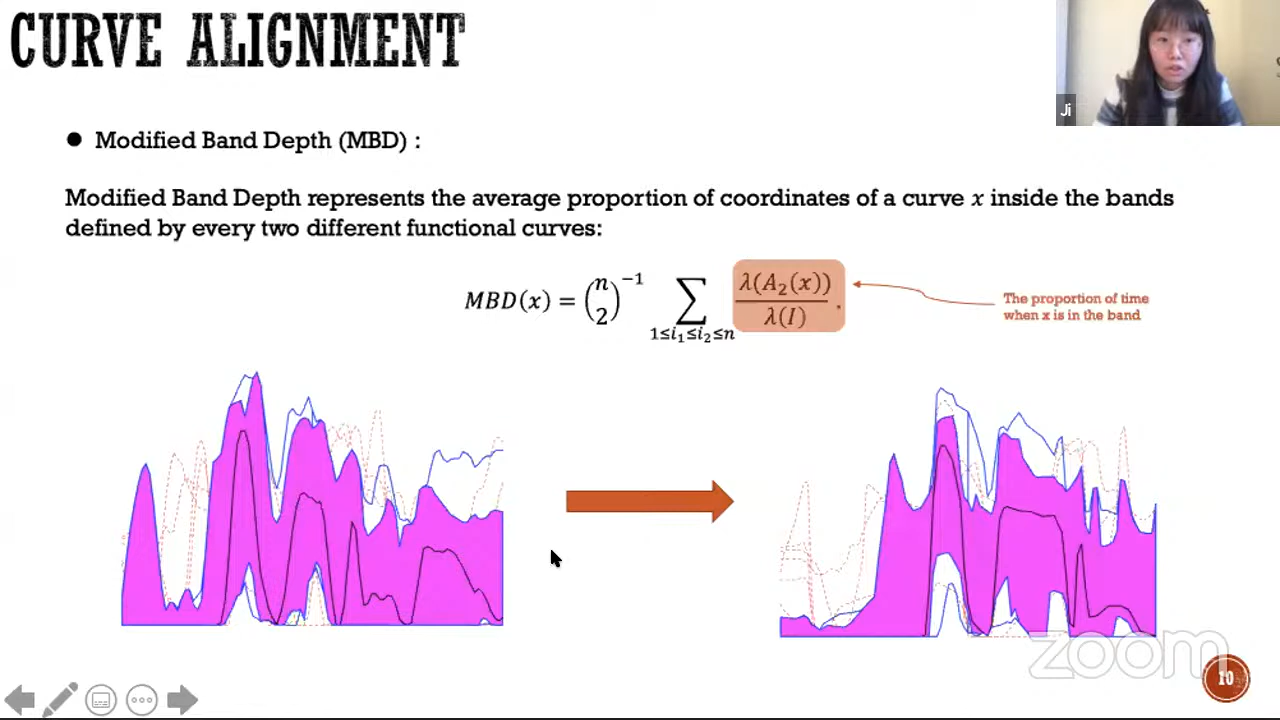 CURVE ALIGNMENT
Ji
Modified Band Depth (MBD) :
Modified Band Depth represents the average proportion of coordinates of a curve x inside the bands
defined by every two different functional curves:
MBD(x) = (n 2)^−1 ∑ 1≤i₁≤i₂≤n λ(A₂(x)) / λ(I) .
The proportion of time
when x is in the band
zoom
10